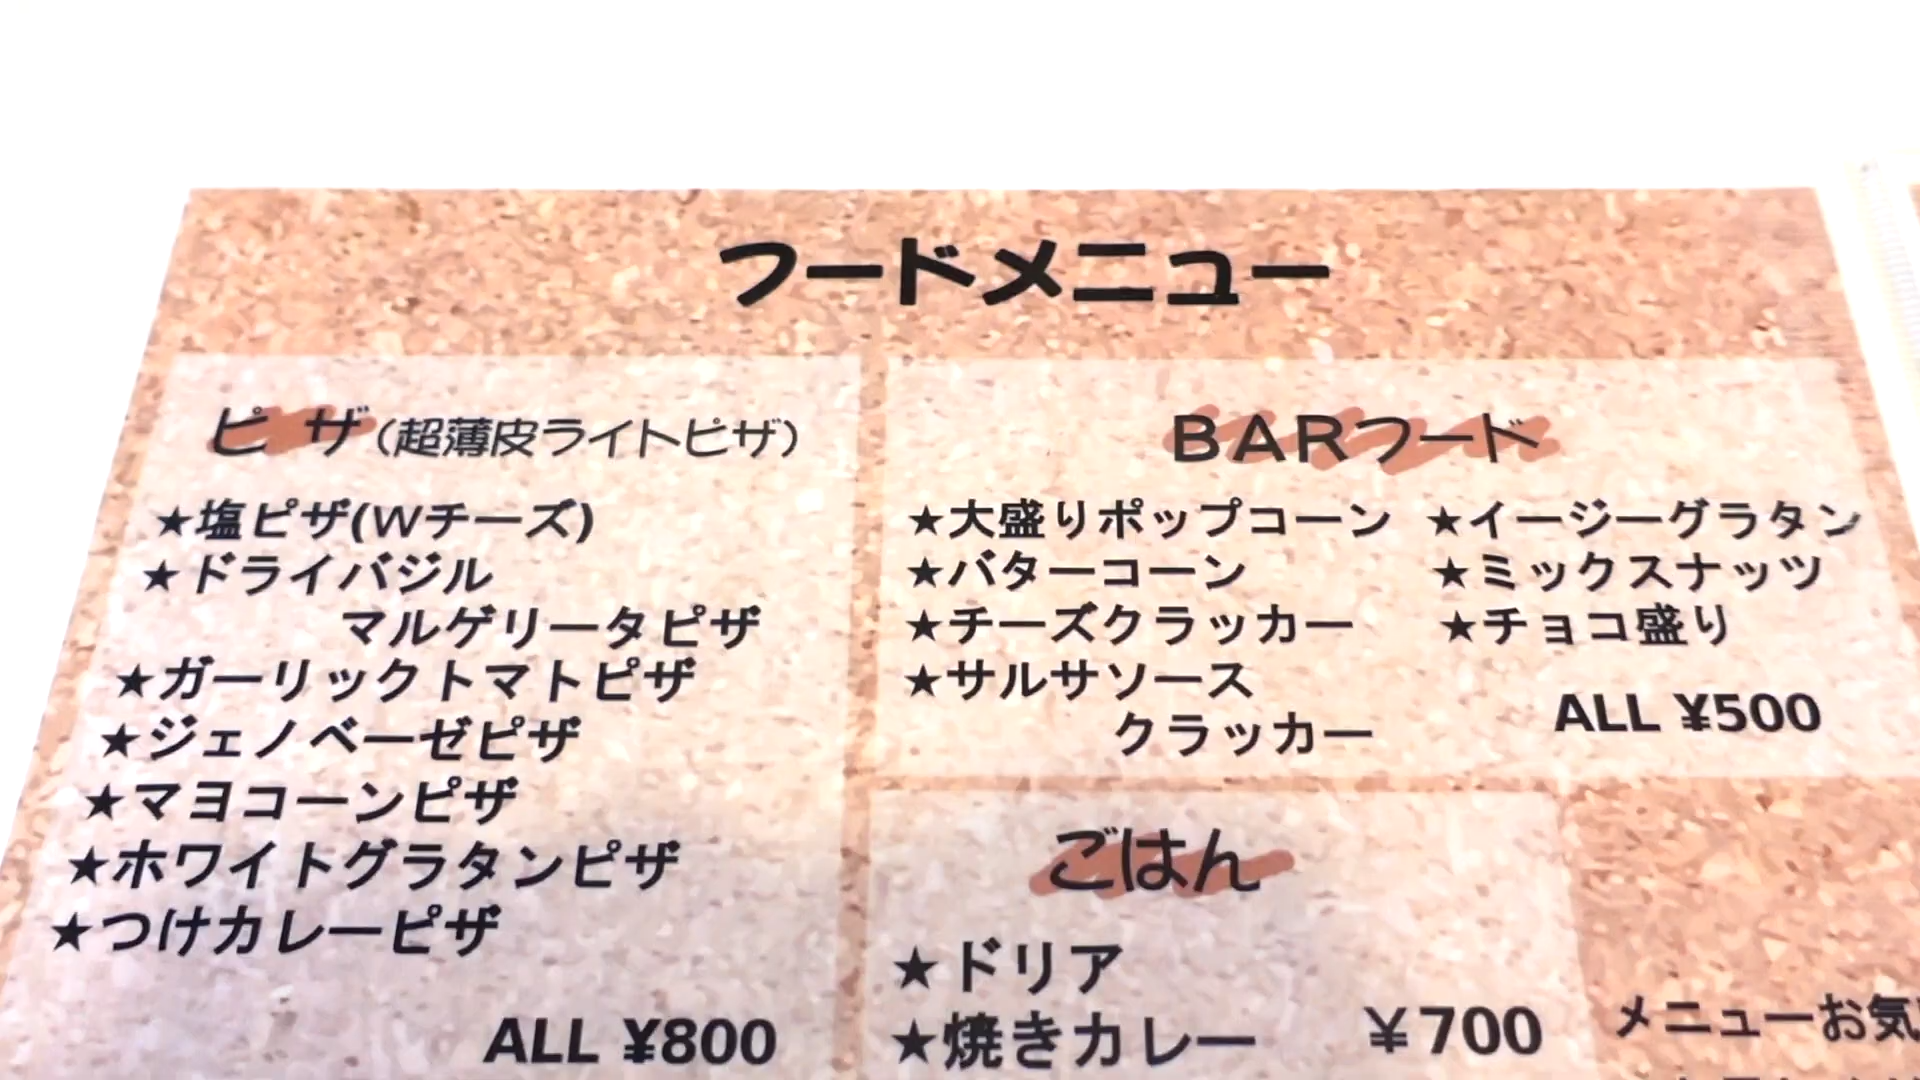 フードメニュー
ピザ(超薄皮ライトピザ)
★塩ピザ(Wチーズ)
★ドライバジル
マルゲリータピザ
★ガーリックトマトピザ
★ジェノベーゼピザ
★マヨコーンピザ
★ホワイトグラタンピザ
★つけカレーピザ
ALL ¥800
BARフード
★大盛りポップコーン
★バターコーン
★チーズクラッカー
★サルサソース
クラッカー
★イージーグラタン
★ミックスナッツ
★チョコ盛り
ALL ¥500
ごはん
★ドリア
★焼きカレー ¥700
メニューお気